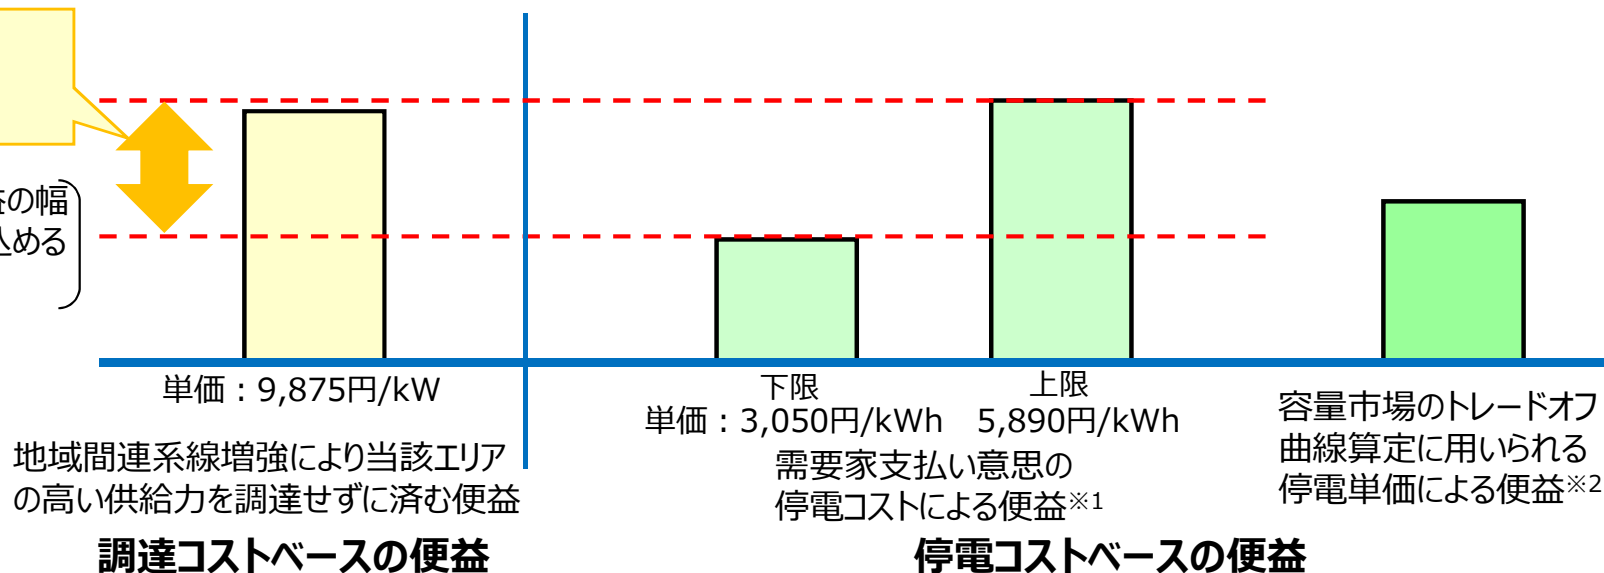 益の幅
込める
単価：9,875円/kW
地域間連系線増強により当該エリア
の高い供給力を調達せずに済む便益
調達コストベースの便益
下限
上限
単価：3,050円/kWh 5,890円/kWh
需要家支払い意思の
停電コストによる便益※1
容量市場のトレードオフ
曲線算定に用いられる
停電単価による便益※2
停電コストベースの便益